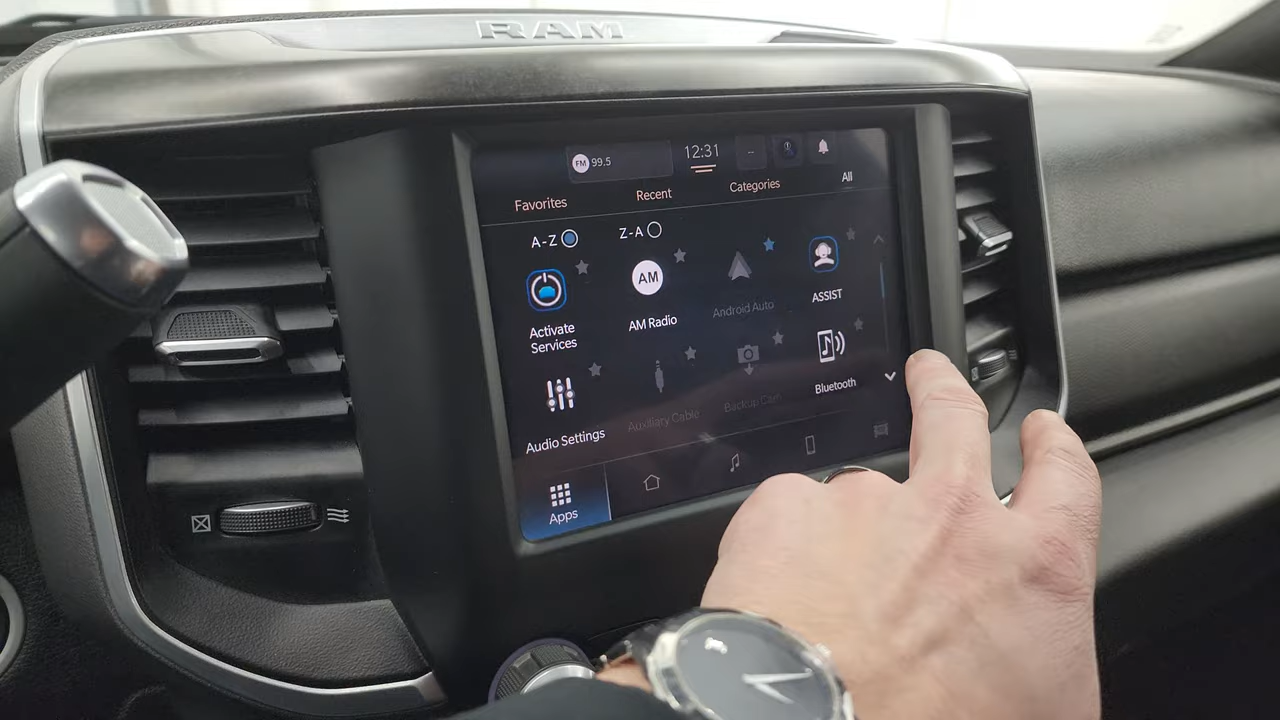 RAM
FM 99.5
12:31
--
Favorites
Recent
Categories
All
A-Z
Z-A
Activate
Services
AM
AM Radio
Android Auto
ASSIST
Audio Settings
Auxiliary Cable
Backup Cam
Bluetooth
Apps